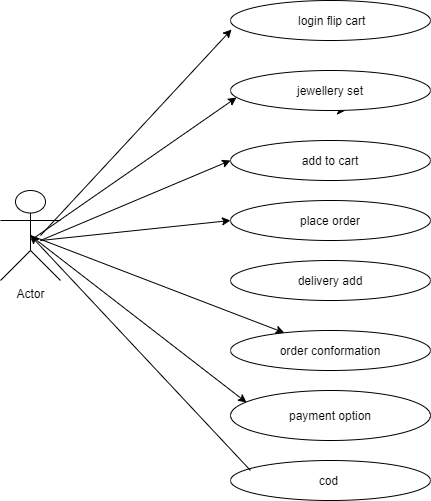 login flip cart
jewellery set
add to cart
place order
Actor
delivery add
order conformation
payment option
cod